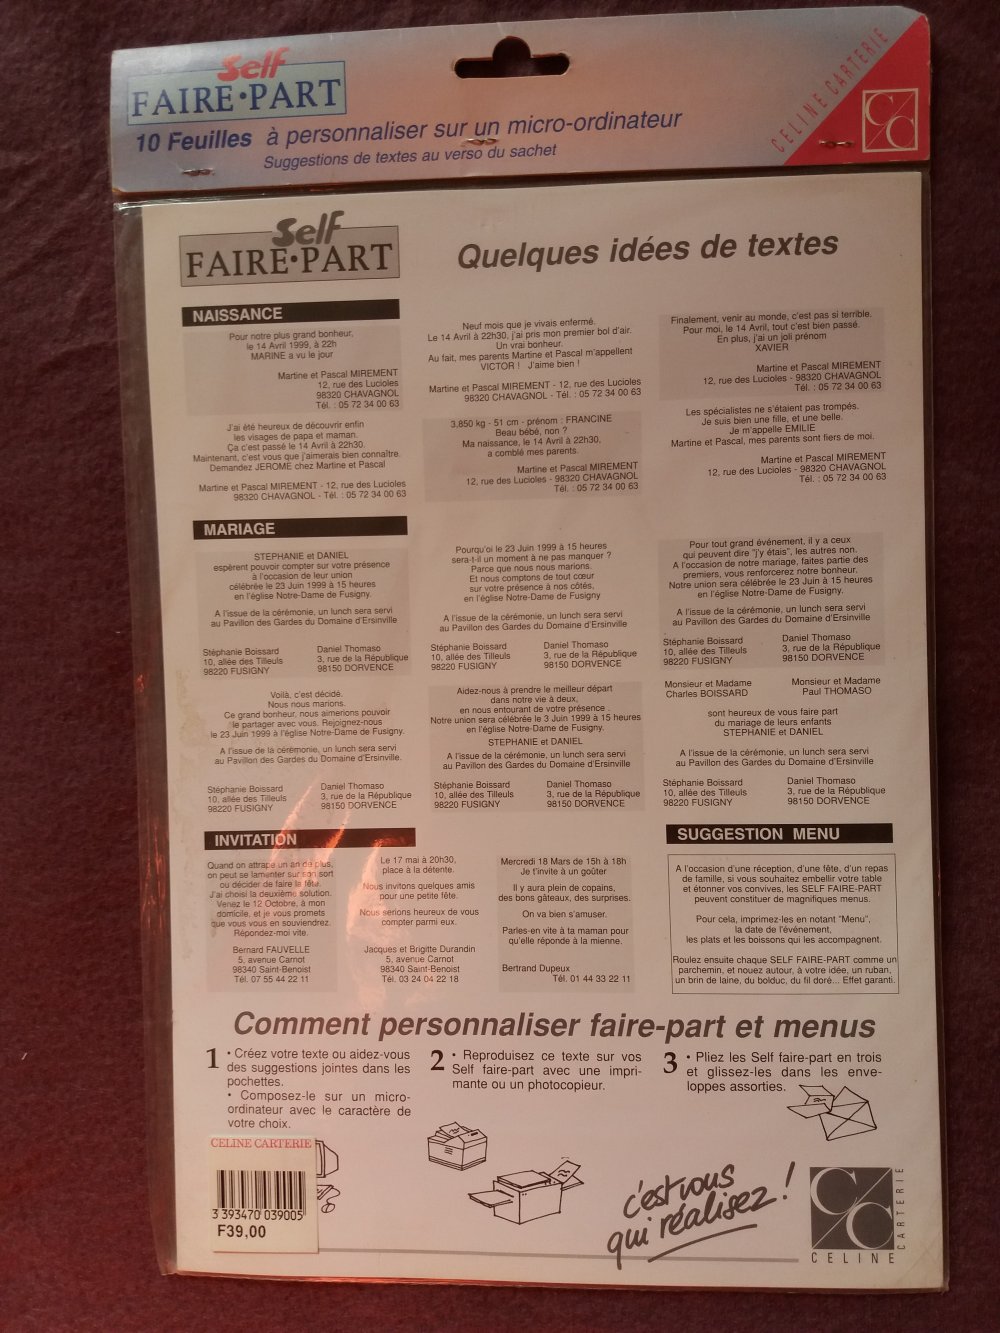 Self
FAIRE•PART
10 Feuilles à personnaliser sur un micro-ordinateur
Suggestions de textes au verso du sachet
CELINE CARTERIE
CC
Self
FAIRE•PART
Quelques idées de textes
NAISSANCE
Pour notre plus grand bonheur,
le 14 Avril 1999, à 22h
MARINE a vu le jour
Martine et Pascal MIREMENT
12, rue des Lucioles
98320 CHAVAGNOL
Tél. : 05 72 34 00 63
Neuf mois que je vivais enfermé.
Le 14 Avril à 22h30, j'ai pris mon premier bol d'air.
Un vrai bonheur.
Au fait, mes parents Martine et Pascal m'appellent
VICTOR ! J'aime bien !
Martine et Pascal MIREMENT - 12, rue des Lucioles
98320 CHAVAGNOL - Tél. : 05 72 34 00 63
Finalement, venir au monde, c'est pas si terrible.
Pour moi, le 14 Avril, tout c'est bien passé.
En plus, j'ai un joli prénom
XAVIER
Martine et Pascal MIREMENT
12, rue des Lucioles - 98320 CHAVAGNOL
Tél. : 05 72 34 00 63
J'ai été heureux de découvrir enfin
les visages de papa et maman.
Ça c'est passé le 14 Avril à 22h30.
Maintenant, c'est vous que j'aimerais bien connaître.
Demandez JEROME chez Martine et Pascal
Martine et Pascal MIREMENT - 12, rue des Lucioles
98320 CHAVAGNOL - Tél. : 05 72 34 00 63
3,850 kg - 51 cm - prénom : FRANCINE
Beau bébé, non ?
Ma naissance, le 14 Avril à 22h30,
a comblé mes parents.
Martine et Pascal MIREMENT
12, rue des Lucioles - 98320 CHAVAGNOL
Tél. : 05 72 34 00 63
Les spécialistes ne s'étaient pas trompés.
Je suis bien une fille, et une belle.
Je m'appelle EMILIE
Martine et Pascal, mes parents sont fiers de moi.
Martine et Pascal MIREMENT
12, rue des Lucioles - 98320 CHAVAGNOL
Tél. : 05 72 34 00 63
MARIAGE
STEPHANIE et DANIEL
espèrent pouvoir compter sur votre présence
à l'occasion de leur union
célébrée le 23 Juin 1999 à 15 heures
en l'église Notre-Dame de Fusigny.
A l'issue de la cérémonie, un lunch sera servi
au Pavillon des Gardes du Domaine d'Ersinville
Stéphanie Boissard
10, allée des Tilleuls
98220 FUSIGNY
Daniel Thomaso
3, rue de la République
98150 DORVENCE
Pourquoi le 23 Juin 1999 à 15 heures
sera-t-il un moment à ne pas manquer ?
Parce que nous nous marions.
Et nous comptons de tout cœur
sur votre présence à nos côtés,
en l'église Notre-Dame de Fusigny
A l'issue de la cérémonie, un lunch sera servi
au Pavillon des Gardes du Domaine d'Ersinville
Stéphanie Boissard
10, allée des Tilleuls
98220 FUSIGNY
Daniel Thomaso
3, rue de la République
98150 DORVENCE
Pour tout grand événement, il y a ceux
qui peuvent dire "j'y étais", les autres non.
A l'occasion de notre mariage, faites partie des
premiers, vous renforcerez notre bonheur.
Notre union sera célébrée le 23 Juin à 15 heures
en l'église Notre-Dame de Fusigny.
A l'issue de la cérémonie, un lunch sera servi
au Pavillon des Gardes du Domaine d'Ersinville
Stéphanie Boissard
10, allée des Tilleuls
98220 FUSIGNY
Daniel Thomaso
3, rue de la République
98150 DORVENCE
Voilà, c'est décidé.
Nous nous marions.
Ce grand bonheur, nous aimerions pouvoir
le partager avec vous. Rejoignez-nous
le 23 Juin 1999 à l'église Notre-Dame de Fusigny.
A l'issue de la cérémonie, un lunch sera servi
au Pavillon des Gardes du Domaine d'Ersinville.
Stéphanie Boissard
10, allée des Tilleuls
98220 FUSIGNY
Daniel Thomaso
3, rue de la République
98150 DORVENCE
Aidez-nous à prendre le meilleur départ
dans notre vie à deux,
en nous entourant de votre présence .
Notre union sera célébrée le 3 Juin 1999 à 15 heures
en l'église Notre-Dame de Fusigny.
STEPHANIE et DANIEL
A l'issue de la cérémonie, un lunch sera servi
au Pavillon des Gardes du Domaine d'Ersinville
Stéphanie Boissard
10, allée des Tilleuls
98220 FUSIGNY
Daniel Thomaso
3, rue de la République
98150 DORVENCE
Monsieur et Madame
Charles BOISSARD
Monsieur et Madame
Paul THOMASO
sont heureux de vous faire part
du mariage de leurs enfants
STEPHANIE et DANIEL
A l'issue de la cérémonie, un lunch sera servi
au Pavillon des Gardes du Domaine d'Ersinville
Stéphanie Boissard
10, allée des Tilleuls
98220 FUSIGNY
Daniel Thomaso
3, rue de la République
98150 DORVENCE
INVITATION
Quand on attrape un an de plus,
on peut se lamenter sur son sort
ou décider de faire la fête.
J'ai choisi la deuxième solution.
Venez le 12 Octobre, à mon
domicile, et je vous promets
que vous vous en souviendrez.
Répondez-moi vite.
Bernard FAUVELLE
5, avenue Carnot
98340 Saint-Benoist
Tél. 07 55 44 22 11
Le 17 mai à 20h30,
place à la détente.
Nous invitons quelques amis
pour une petite fête.
Nous serions heureux de vous
compter parmi eux.
Jacques et Brigitte Durandin
5, avenue Carnot
98340 Saint-Benoist
Tél. 03 24 04 22 18
Mercredi 18 Mars de 15h à 18h
Je t'invite à un goûter
Il y aura plein de copains,
des bons gâteaux, des surprises.
On va bien s'amuser.
Parles-en vite à ta maman pour
qu'elle réponde à la mienne.
Bertrand Dupeux
Tél. 01 44 33 22 11
SUGGESTION MENU
A l'occasion d'une réception, d'une fête, d'un repas
de famille, si vous souhaitez embellir votre table
et étonner vos convives, les SELF FAIRE-PART
peuvent constituer de magnifiques menus.
Pour cela, imprimez-les en notant "Menu",
la date de l'événement,
les plats et les boissons qui les accompagnent.
Roulez ensuite chaque SELF FAIRE-PART comme un
parchemin, et nouez autour, à votre idée, un ruban,
un brin de laine, du bolduc, du fil doré... Effet garanti.
Comment personnaliser faire-part et menus
1 • Créez votre texte ou aidez-vous
des suggestions jointes dans les
pochettes.
• Composez-le sur un micro-
ordinateur avec le caractère de
votre choix.
2 • Reproduisez ce texte sur vos
Self faire-part avec une impri-
mante ou un photocopieur.
3 • Pliez les Self faire-part en trois
et glissez-les dans les enve-
loppes assorties.
CELINE CARTERIE
3 393470 039005
F39,00
c'est vous
qui réalisez !
CC
CELINE
CARTERIE